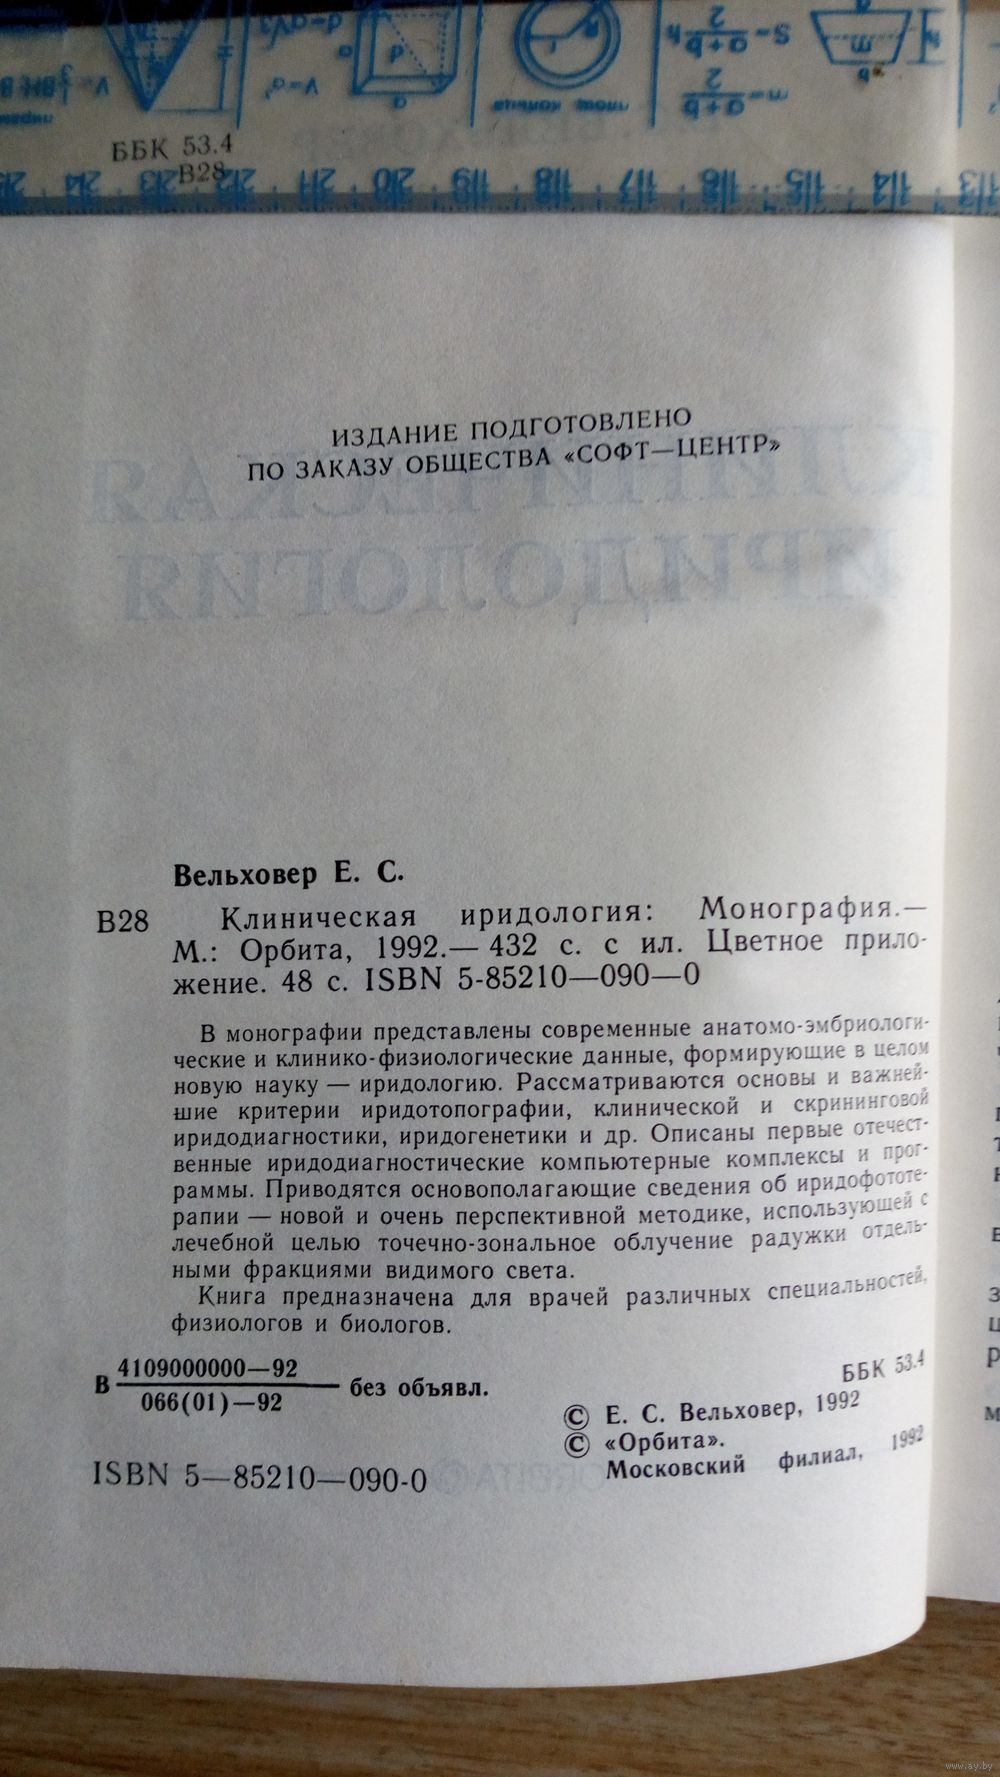 ББК 53.4
В28
ИЗДАНИЕ ПОДГОТОВЛЕНО
ПО ЗАКАЗУ ОБЩЕСТВА «СОФТ—ЦЕНТР»
КЛИНИЧЕСКАЯ
ИРИДОЛОГИЯ
Вельховер Е. С.
В28 Клиническая иридология: Монография.—
М.: Орбита, 1992.— 432 с. с ил. Цветное прило-
жение. 48 с. ISBN 5-85210—090—0
В монографии представлены современные анатомо-эмбриологи-
ческие и клинико-физиологические данные, формирующие в целом
новую науку — иридологию. Рассматриваются основы и важней-
шие критерии иридотопографии, клинической и скрининговой
иридодиагностики, иридогенетики и др. Описаны первые отечест-
венные иридодиагностические компьютерные комплексы и прог-
раммы. Приводятся основополагающие сведения об иридофототе-
рапии — новой и очень перспективной методике, использующей с
лечебной целью точечно-зональное облучение радужки отдель-
ными фракциями видимого света.
Книга предназначена для врачей различных специальностей,
физиологов и биологов.
В 4109000000—92
066(01)—92 без объявл.
ББК 53.4
© Е. С. Вельховер, 1992
© «Орбита».
Московский филиал, 1992
ISBN 5—85210—090-0
ORBITA
www.ay.by